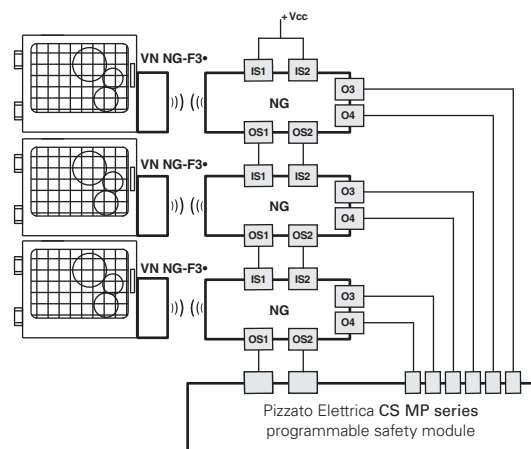 + Vcc
VN NG-F3•
IS1 IS2
NG
O3
O4
OS1 OS2
VN NG-F3•
IS1 IS2
NG
O3
O4
OS1 OS2
VN NG-F3•
IS1 IS2
NG
O3
O4
OS1 OS2
Pizzato Elettrica CS MP series
programmable safety module